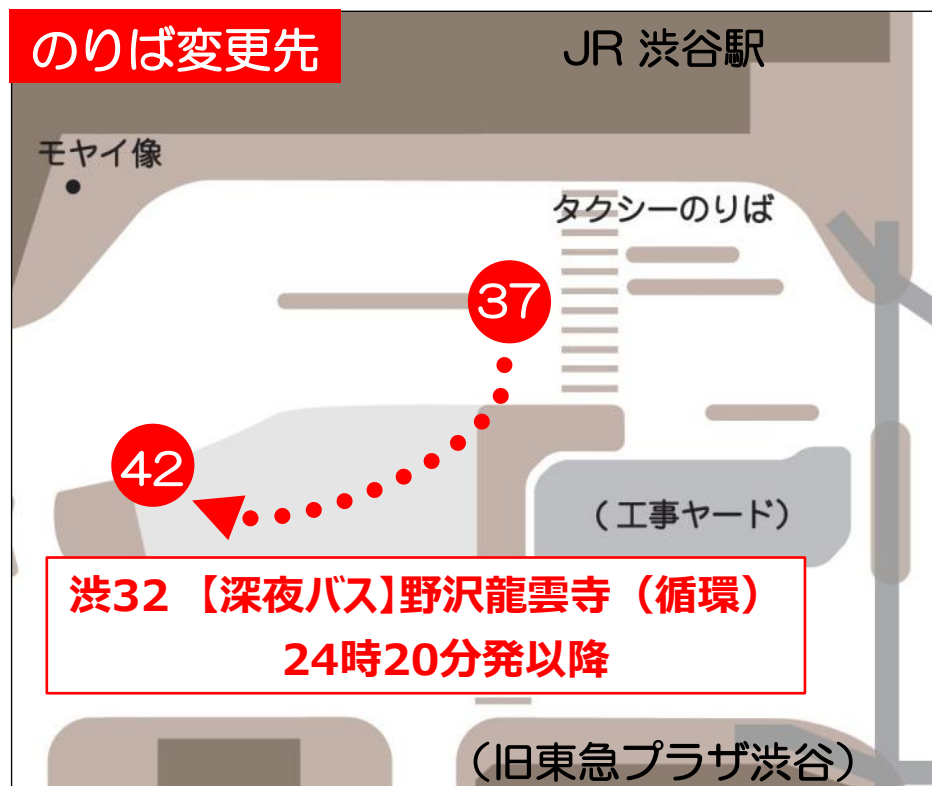 のりば変更先
JR 渋谷駅
モヤイ像
タクシーのりば
37
42
(工事ヤード)
渋32 【深夜バス】野沢龍雲寺（循環）
24時20分発以降
(旧東急プラザ渋谷)